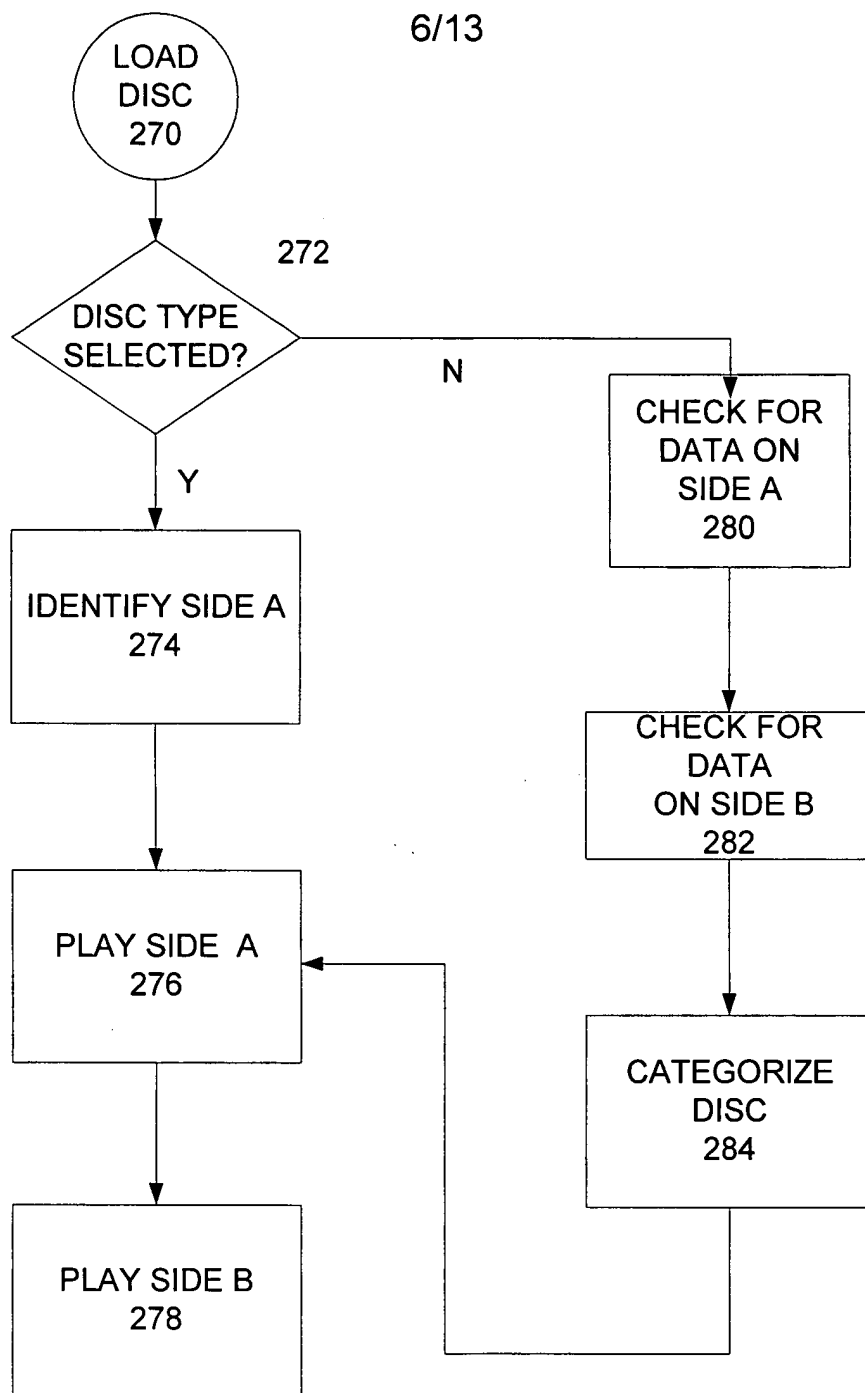 6/13
LOAD
DISC
270
272
DISC TYPE
SELECTED?
N
Y
IDENTIFY SIDE A
274
PLAY SIDE A
276
PLAY SIDE B
278
CHECK FOR
DATA ON
SIDE A
280
CHECK FOR
DATA
ON SIDE B
282
CATEGORIZE
DISC
284